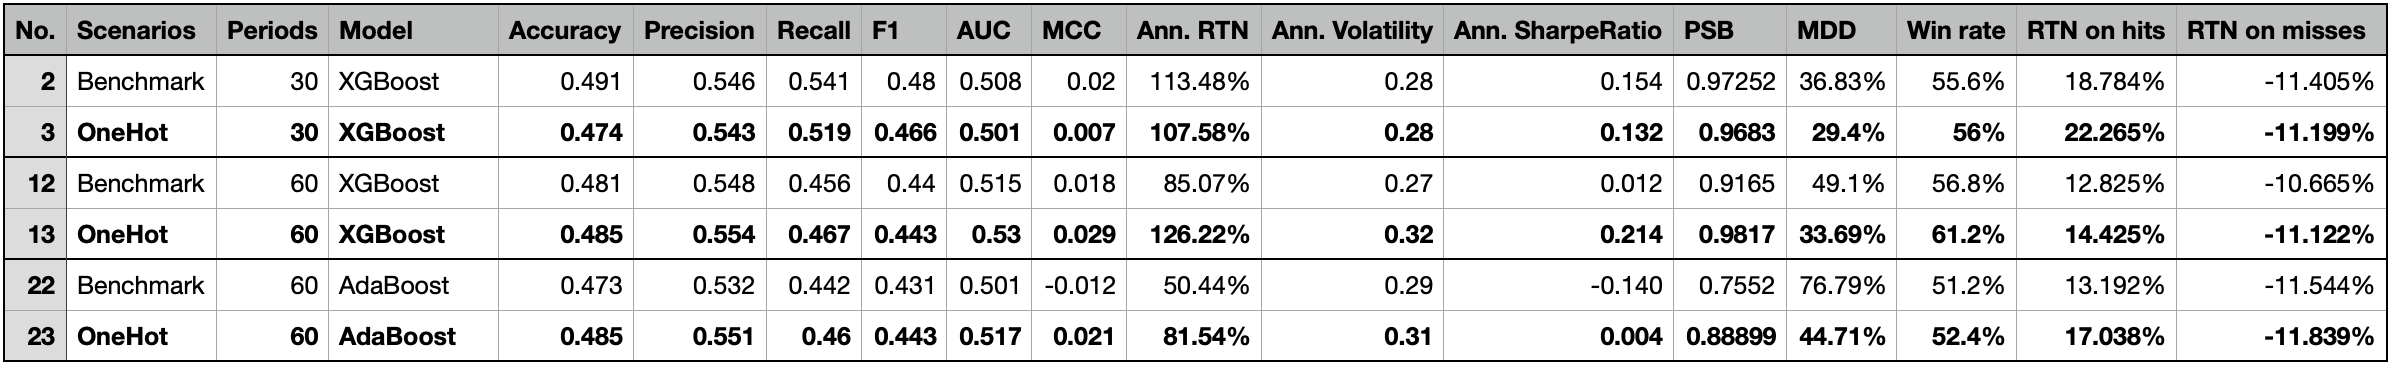 No. Scenarios Periods Model Accuracy Precision Recall F1 AUC MCC Ann. RTN Ann. Volatility Ann. SharpeRatio PSB MDD Win rate RTN on hits RTN on misses
2 Benchmark 30 XGBoost 0.491 0.546 0.541 0.48 0.508 0.02 113.48% 0.28 0.154 0.97252 36.83% 55.6% 18.784% -11.405%
3 OneHot 30 XGBoost 0.474 0.543 0.519 0.466 0.501 0.007 107.58% 0.28 0.132 0.9683 29.4% 56% 22.265% -11.199%
12 Benchmark 60 XGBoost 0.481 0.548 0.456 0.44 0.515 0.018 85.07% 0.27 0.012 0.9165 49.1% 56.8% 12.825% -10.665%
13 OneHot 60 XGBoost 0.485 0.554 0.467 0.443 0.53 0.029 126.22% 0.32 0.214 0.9817 33.69% 61.2% 14.425% -11.122%
22 Benchmark 60 AdaBoost 0.473 0.532 0.442 0.431 0.501 -0.012 50.44% 0.29 -0.140 0.7552 76.79% 51.2% 13.192% -11.544%
23 OneHot 60 AdaBoost 0.485 0.551 0.46 0.443 0.517 0.021 81.54% 0.31 0.004 0.88899 44.71% 52.4% 17.038% -11.839%